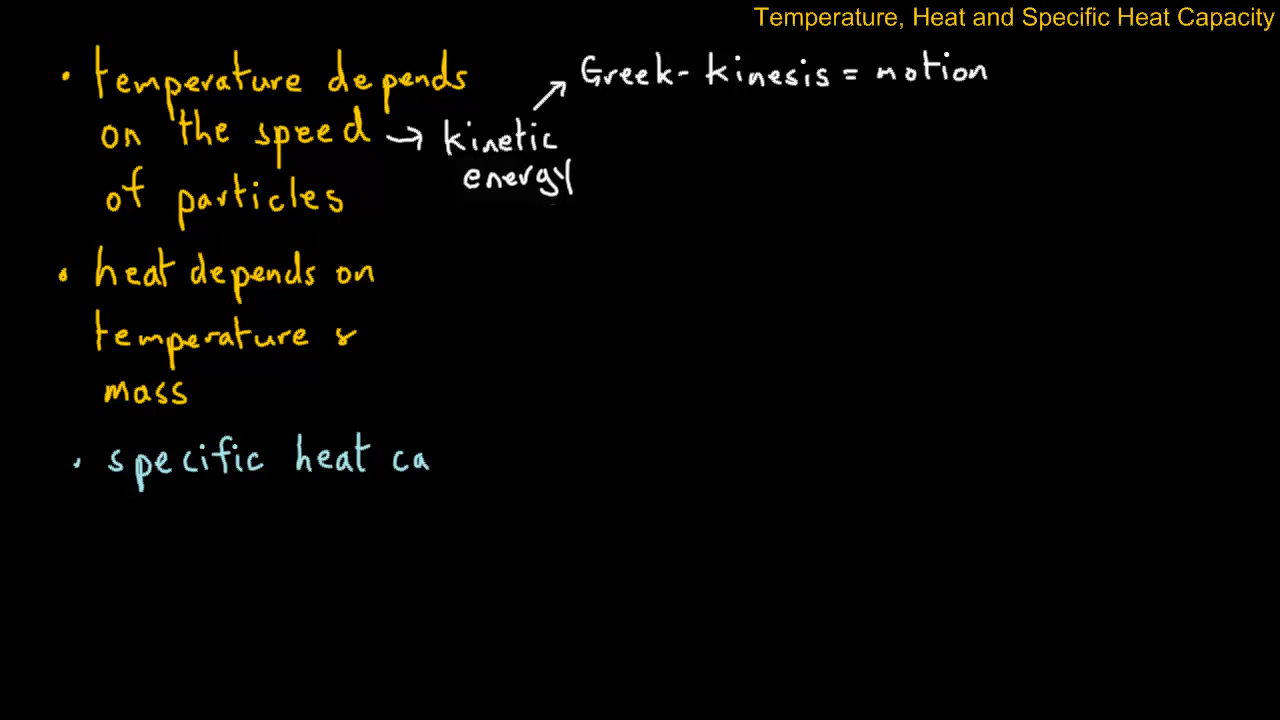 Temperature, Heat and Specific Heat Capacity
• temperature depends
on the speed → kinetic
energy
of particles
Greek - kinesis = motion
• heat depends on
temperature &
mass
• specific heat ca